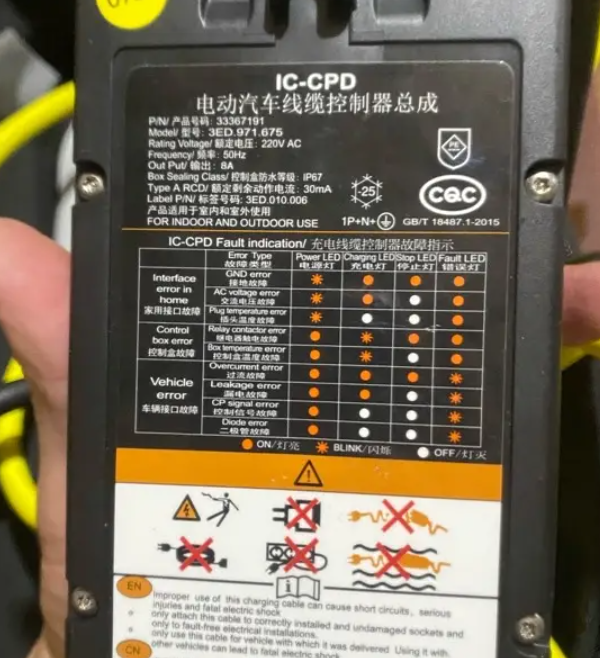 IC-CPD
电动汽车线缆控制器总成
P/N/ 产品号码: 33367191
Model/ 型号: 3ED.971.675
Rating Voltage/ 额定电压: 220V AC
Frequency/ 频率: 50Hz
Out Put/ 输出: 8A
Box Sealing Class/ 控制盒防水等级: IP67
Type A RCD/ 额定剩余动作电流: 30mA
Label P/N/ 标签号码: 3ED.010.006
产品适用于室内和室外使用
FOR INDOOR AND OUTDOOR USE
PE
-25
CQC
1P+N+
GB/T 18487.1-2015
IC-CPD Fault indication/ 充电线缆控制器故障指示
Error Type Power LED Charging LED Stop LED Fault LED
故障类型 电源灯 充电灯 停止灯 错误灯
Interface error in home
家用接口故障
GND error
接地故障
AC voltage error
交流电压故障
Plug temperature error
插头温度故障
Control box error
控制盒故障
Relay contactor error
继电器触电故障
Box temperature error
控制盒温度故障
Vehicle error
车辆接口故障
Overcurrent error
过流故障
Leakage error
漏电故障
CP signal error
控制信号故障
Diode error
二极管故障
ON/灯亮 BLINK/闪烁 OFF/灯灭
EN
Improper use of this charging cable can cause short circuits, serious
injuries and fatal electric shock
only attach this cable to correctly installed and undamaged sockets and
only to fault-free electrical installations.
only use this cable for vehicle with which it was delivered. Using it with
other vehicles can lead to fatal electric shock.
CN